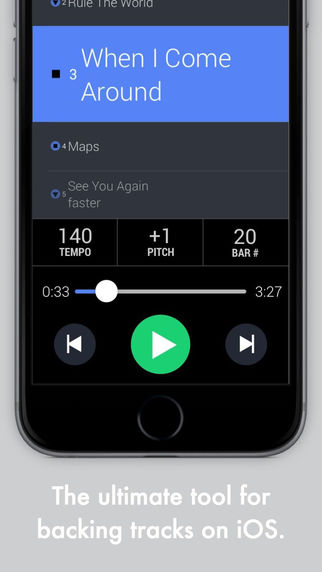 2 Rule The World
3 When I Come
Around
4 Maps
5 See You Again
faster
140 +1 20
TEMPO PITCH BAR #
0:33 3:27
The ultimate tool for
backing tracks on iOS.